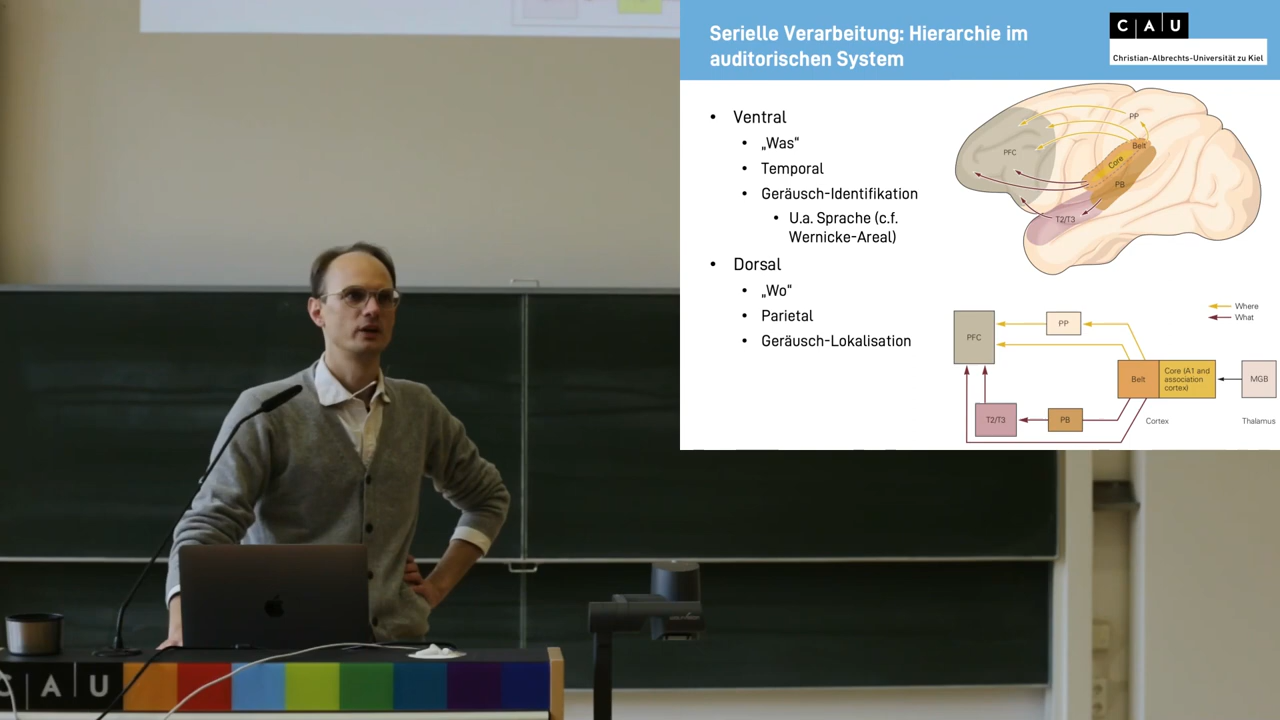 Serielle Verarbeitung: Hierarchie im
auditorischen System
C A U
Christian-Albrechts-Universität zu Kiel
• Ventral
• „Was“
• Temporal
• Geräusch-Identifikation
• U.a. Sprache (c.f.
Wernicke-Areal)
• Dorsal
• „Wo“
• Parietal
• Geräusch-Lokalisation
PP
PFC
Belt
Core
PB
T2/T3
Where
What
PFC
PP
Belt
Core (A1 and
association
cortex)
MGB
T2/T3
PB
Cortex
Thalamus
C A U